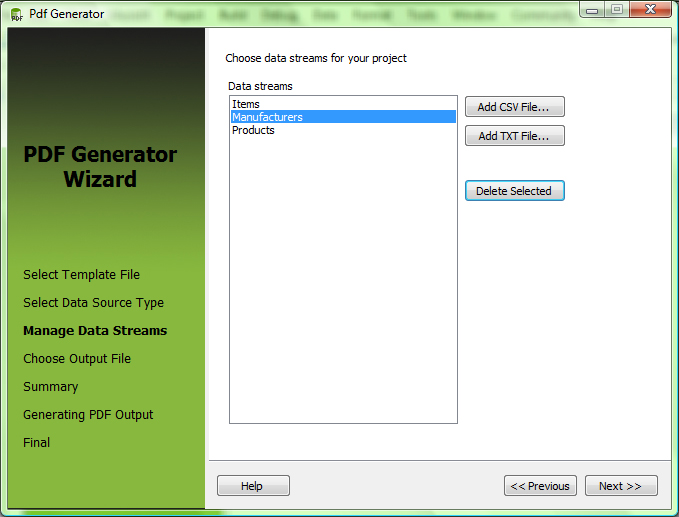 Pdf Generator
PDF Generator
Wizard
Select Template File
Select Data Source Type
Manage Data Streams
Choose Output File
Summary
Generating PDF Output
Final
Choose data streams for your project
Data streams
Items
Manufacturers
Products
Add CSV File...
Add TXT File...
Delete Selected
Help
<< Previous
Next >>